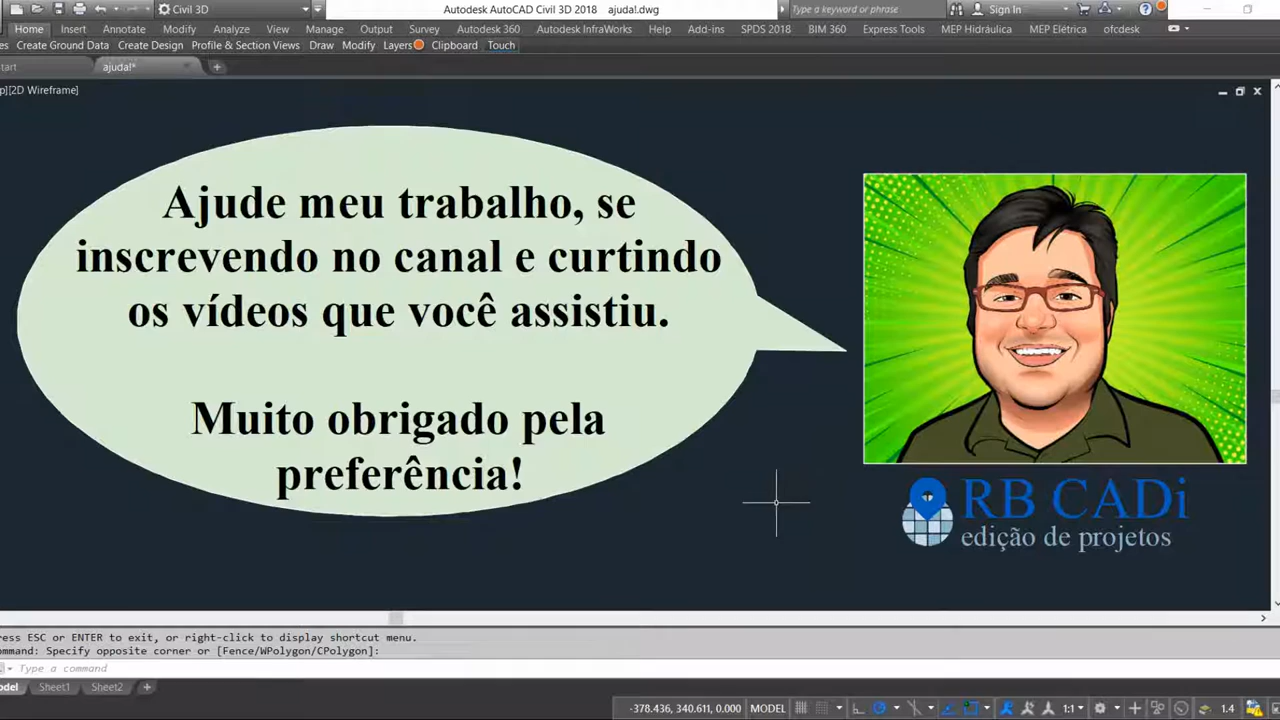 Civil 3D
Autodesk AutoCAD Civil 3D 2018 ajuda!.dwg
Type a keyword or phrase
Sign In
Home Insert Annotate Modify Analyze View Manage Output Survey Autodesk 360 Autodesk InfraWorks Help Add-ins SPDS 2018 BIM 360 Express Tools MEP Hidráulica MEP Elétrica ofcdesk
es Create Ground Data Create Design Profile & Section Views Draw Modify Layers Clipboard Touch
tart ajuda!*
p][2D Wireframe]
Ajude meu trabalho, se
inscrevendo no canal e curtindo
os vídeos que você assistiu.
Muito obrigado pela
preferência!
RB CADi
edição de projetos
ress ESC or ENTER to exit, or right-click to display shortcut menu.
ommand: Specify opposite corner or [Fence/WPolygon/CPolygon]:
Type a command
odel Sheet1 Sheet2
-378.436, 340.611, 0.000 MODEL 1:1 1.4